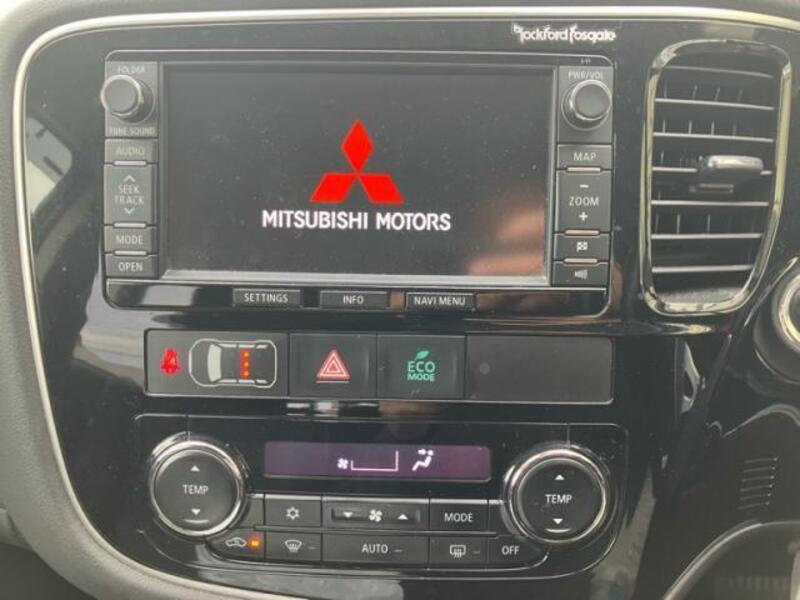 Rockford Fosgate
FOLDER
TUNE SOUND
AUDIO
SEEK
TRACK
MODE
OPEN
MITSUBISHI MOTORS
PWR/VOL
MAP
−
ZOOM
+
SETTINGS
INFO
NAVI MENU
ECO
MODE
TEMP
TEMP
MODE
AUTO
OFF